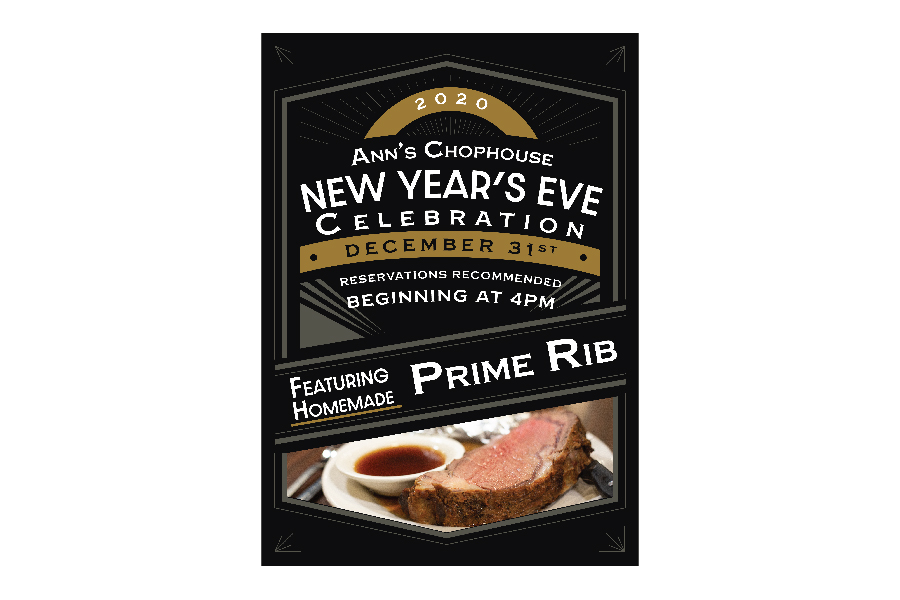 2020
Ann's Chophouse
NEW YEAR'S EVE
Celebration
DECEMBER 31ST
RESERVATIONS RECOMMENDED
BEGINNING AT 4PM
Featuring
Homemade
Prime Rib